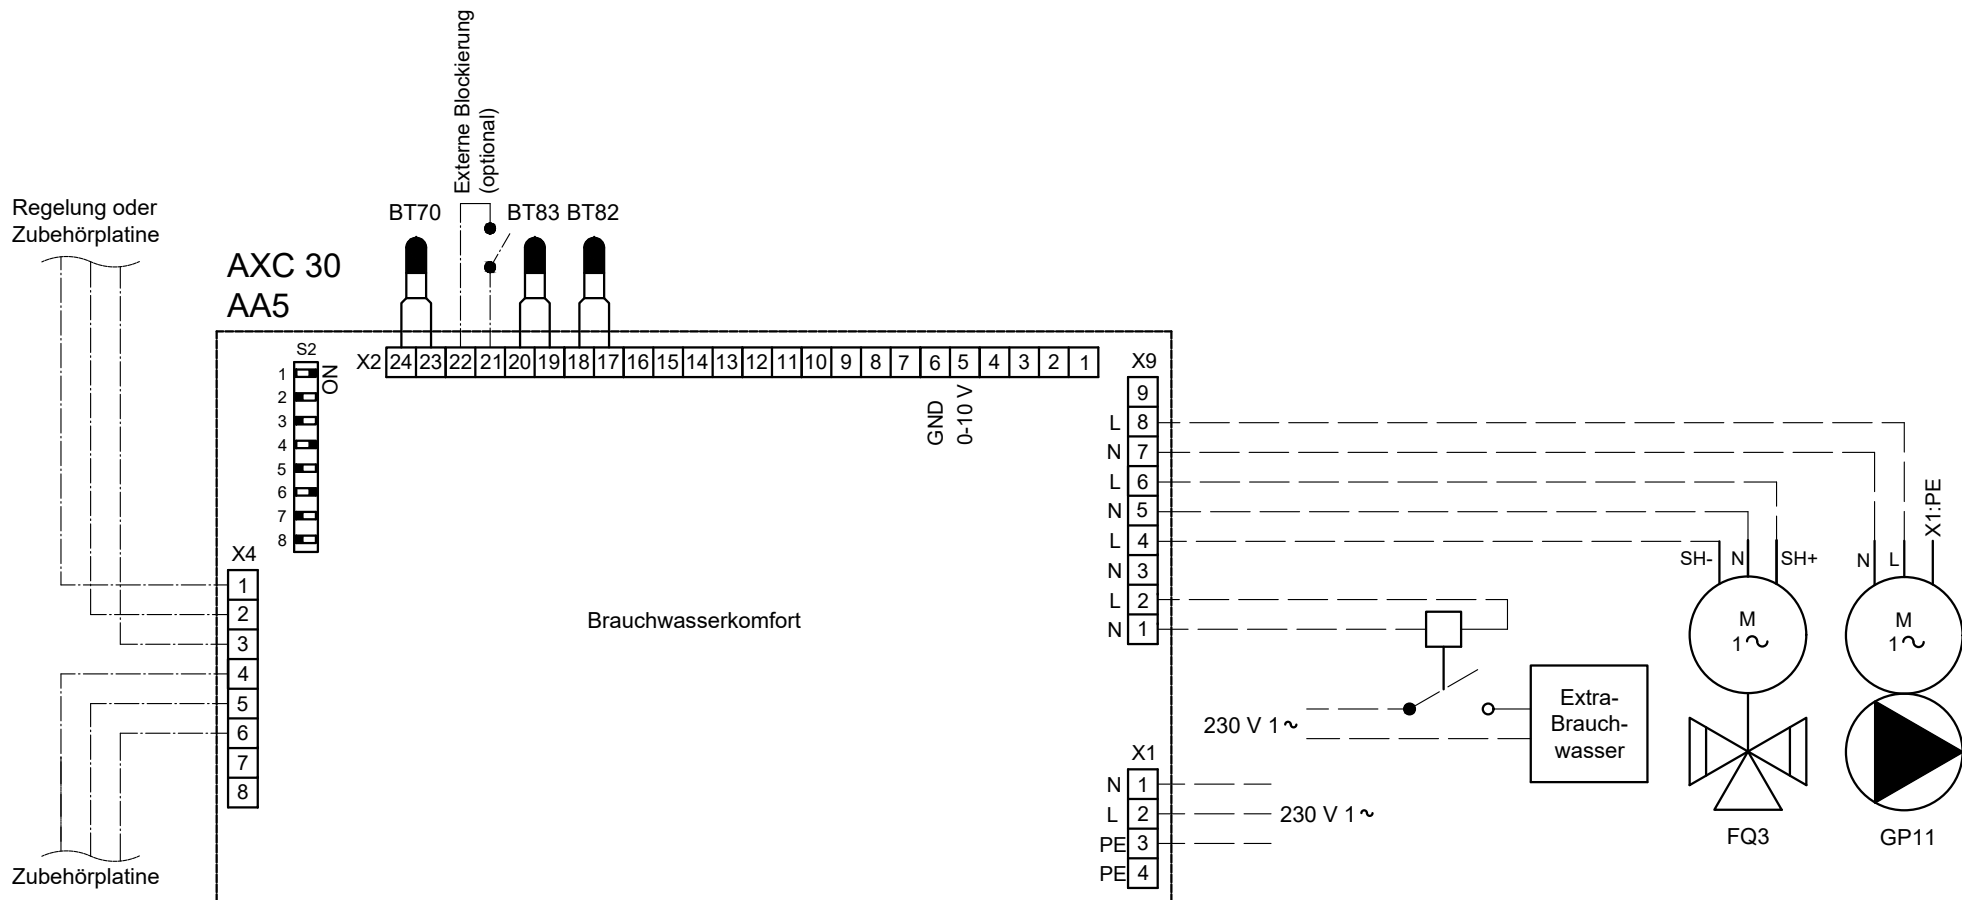 Externe Blockierung
(optional)
Regelung oder
Zubehörplatine
BT70
BT83
BT82
AXC 30
AA5
S2
ON
1
2
3
4
5
6
7
8
X2
24 23 22 21 20 19 18 17 16 15 14 13 12 11 10 9 8 7 6 5 4 3 2 1
GND
0-10 V
X9
9
L 8
N 7
L 6
N 5
L 4
N 3
L 2
N 1
X4
1
2
3
4
5
6
7
8
Brauchwasserkomfort
SH- N SH+
N L X1:PE
M
1~
M
1~
230 V 1~
Extra-
Brauch-
wasser
X1
N 1
L 2
PE 3
PE 4
230 V 1~
FQ3
GP11
Zubehörplatine